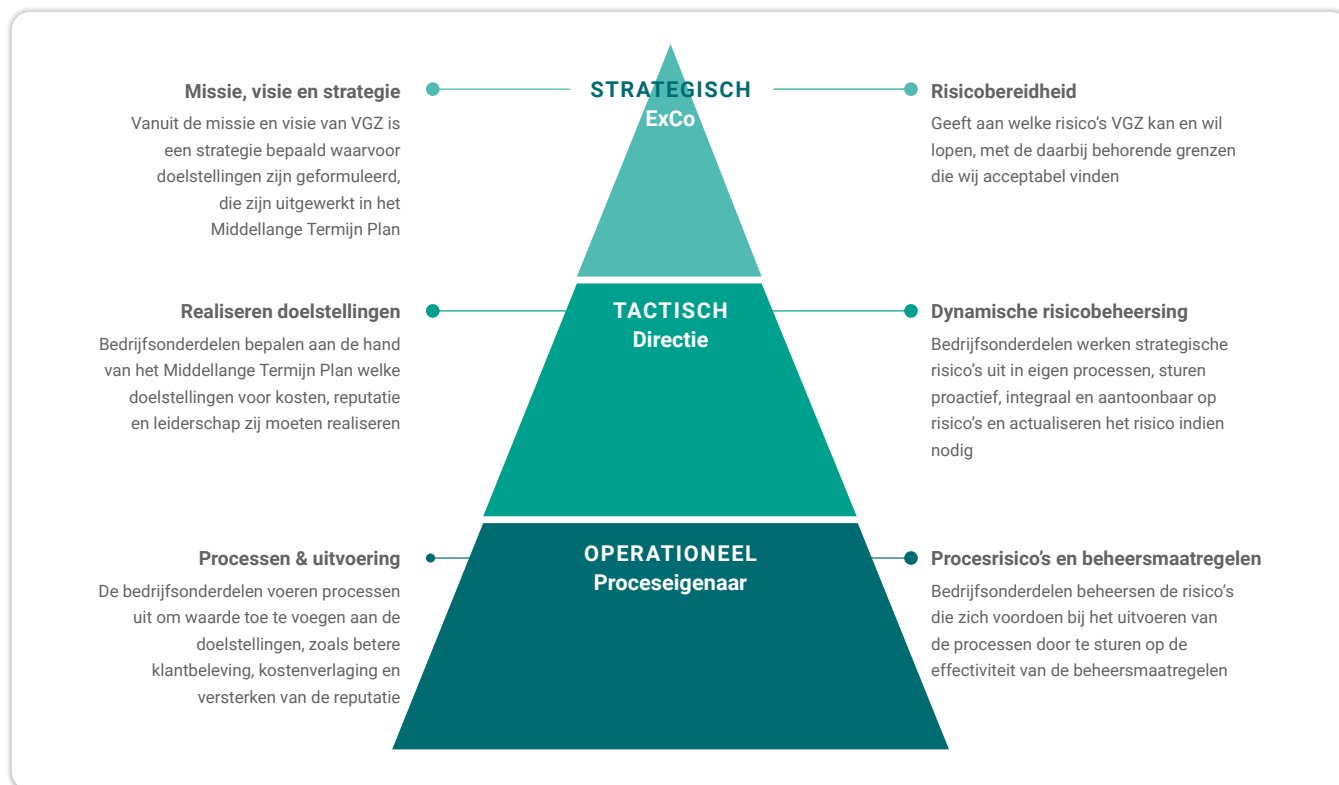 Missie, visie en strategie
Vanuit de missie en visie van VGZ is
een strategie bepaald waarvoor
doelstellingen zijn geformuleerd,
die zijn uitgewerkt in het
Middellange Termijn Plan
STRATEGISCH
ExCo
Risicobereidheid
Geeft aan welke risico's VGZ kan en wil
lopen, met de daarbij behorende grenzen
die wij acceptabel vinden
Realiseren doelstellingen
Bedrijfsonderdelen bepalen aan de hand
van het Middellange Termijn Plan welke
doelstellingen voor kosten, reputatie
en leiderschap zij moeten realiseren
TACTISCH
Directie
Dynamische risicobeheersing
Bedrijfsonderdelen werken strategische
risico's uit in eigen processen, sturen
proactief, integraal en aantoonbaar op
risico's en actualiseren het risico indien
nodig
Processen & uitvoering
De bedrijfsonderdelen voeren processen
uit om waarde toe te voegen aan de
doelstellingen, zoals betere
klantbeleving, kostenverlaging en
versterken van de reputatie
OPERATIONEEL
Proceseigenaar
Procesrisico's en beheersmaatregelen
Bedrijfsonderdelen beheersen de risico's
die zich voordoen bij het uitvoeren van
de processen door te sturen op de
effectiviteit van de beheersmaatregelen